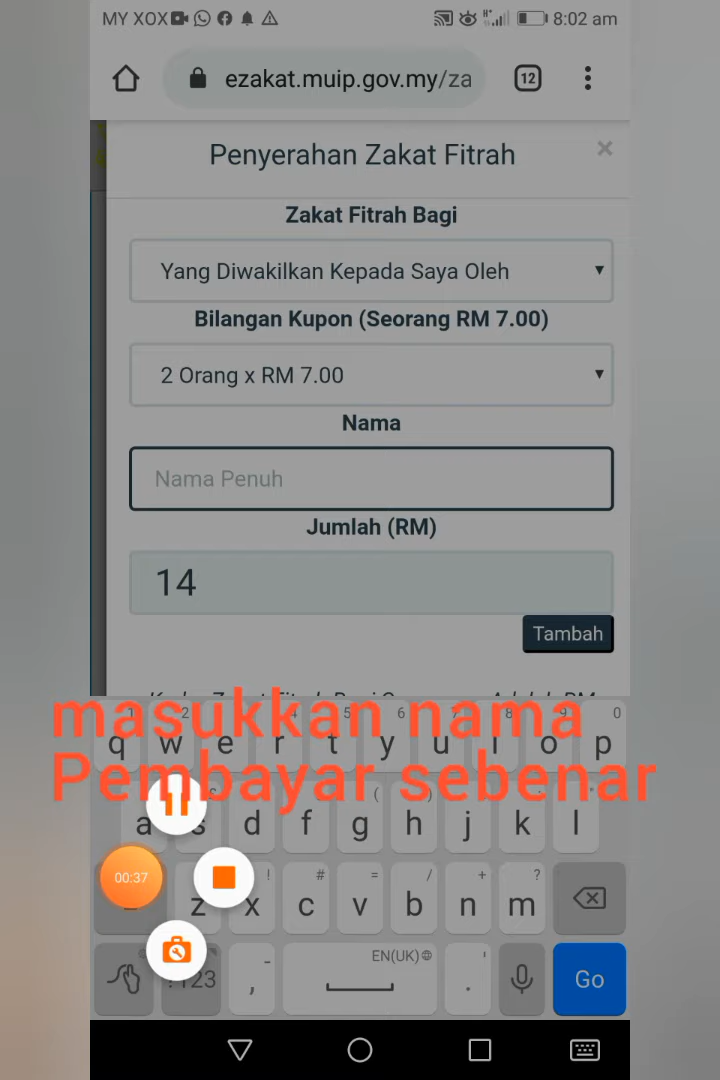 MY XOX
8:02 am
ezakat.muip.gov.my/za
12
Penyerahan Zakat Fitrah
×
Zakat Fitrah Bagi
Yang Diwakilkan Kepada Saya Oleh
Bilangan Kupon (Seorang RM 7.00)
2 Orang x RM 7.00
Nama
Nama Penuh
Jumlah (RM)
14
Tambah
masukkan nama
Pembayar sebenar
q w e r t y u i o p
a s d f g h j k l
00:37
z x c v b n m
?123 , EN(UK) . Go